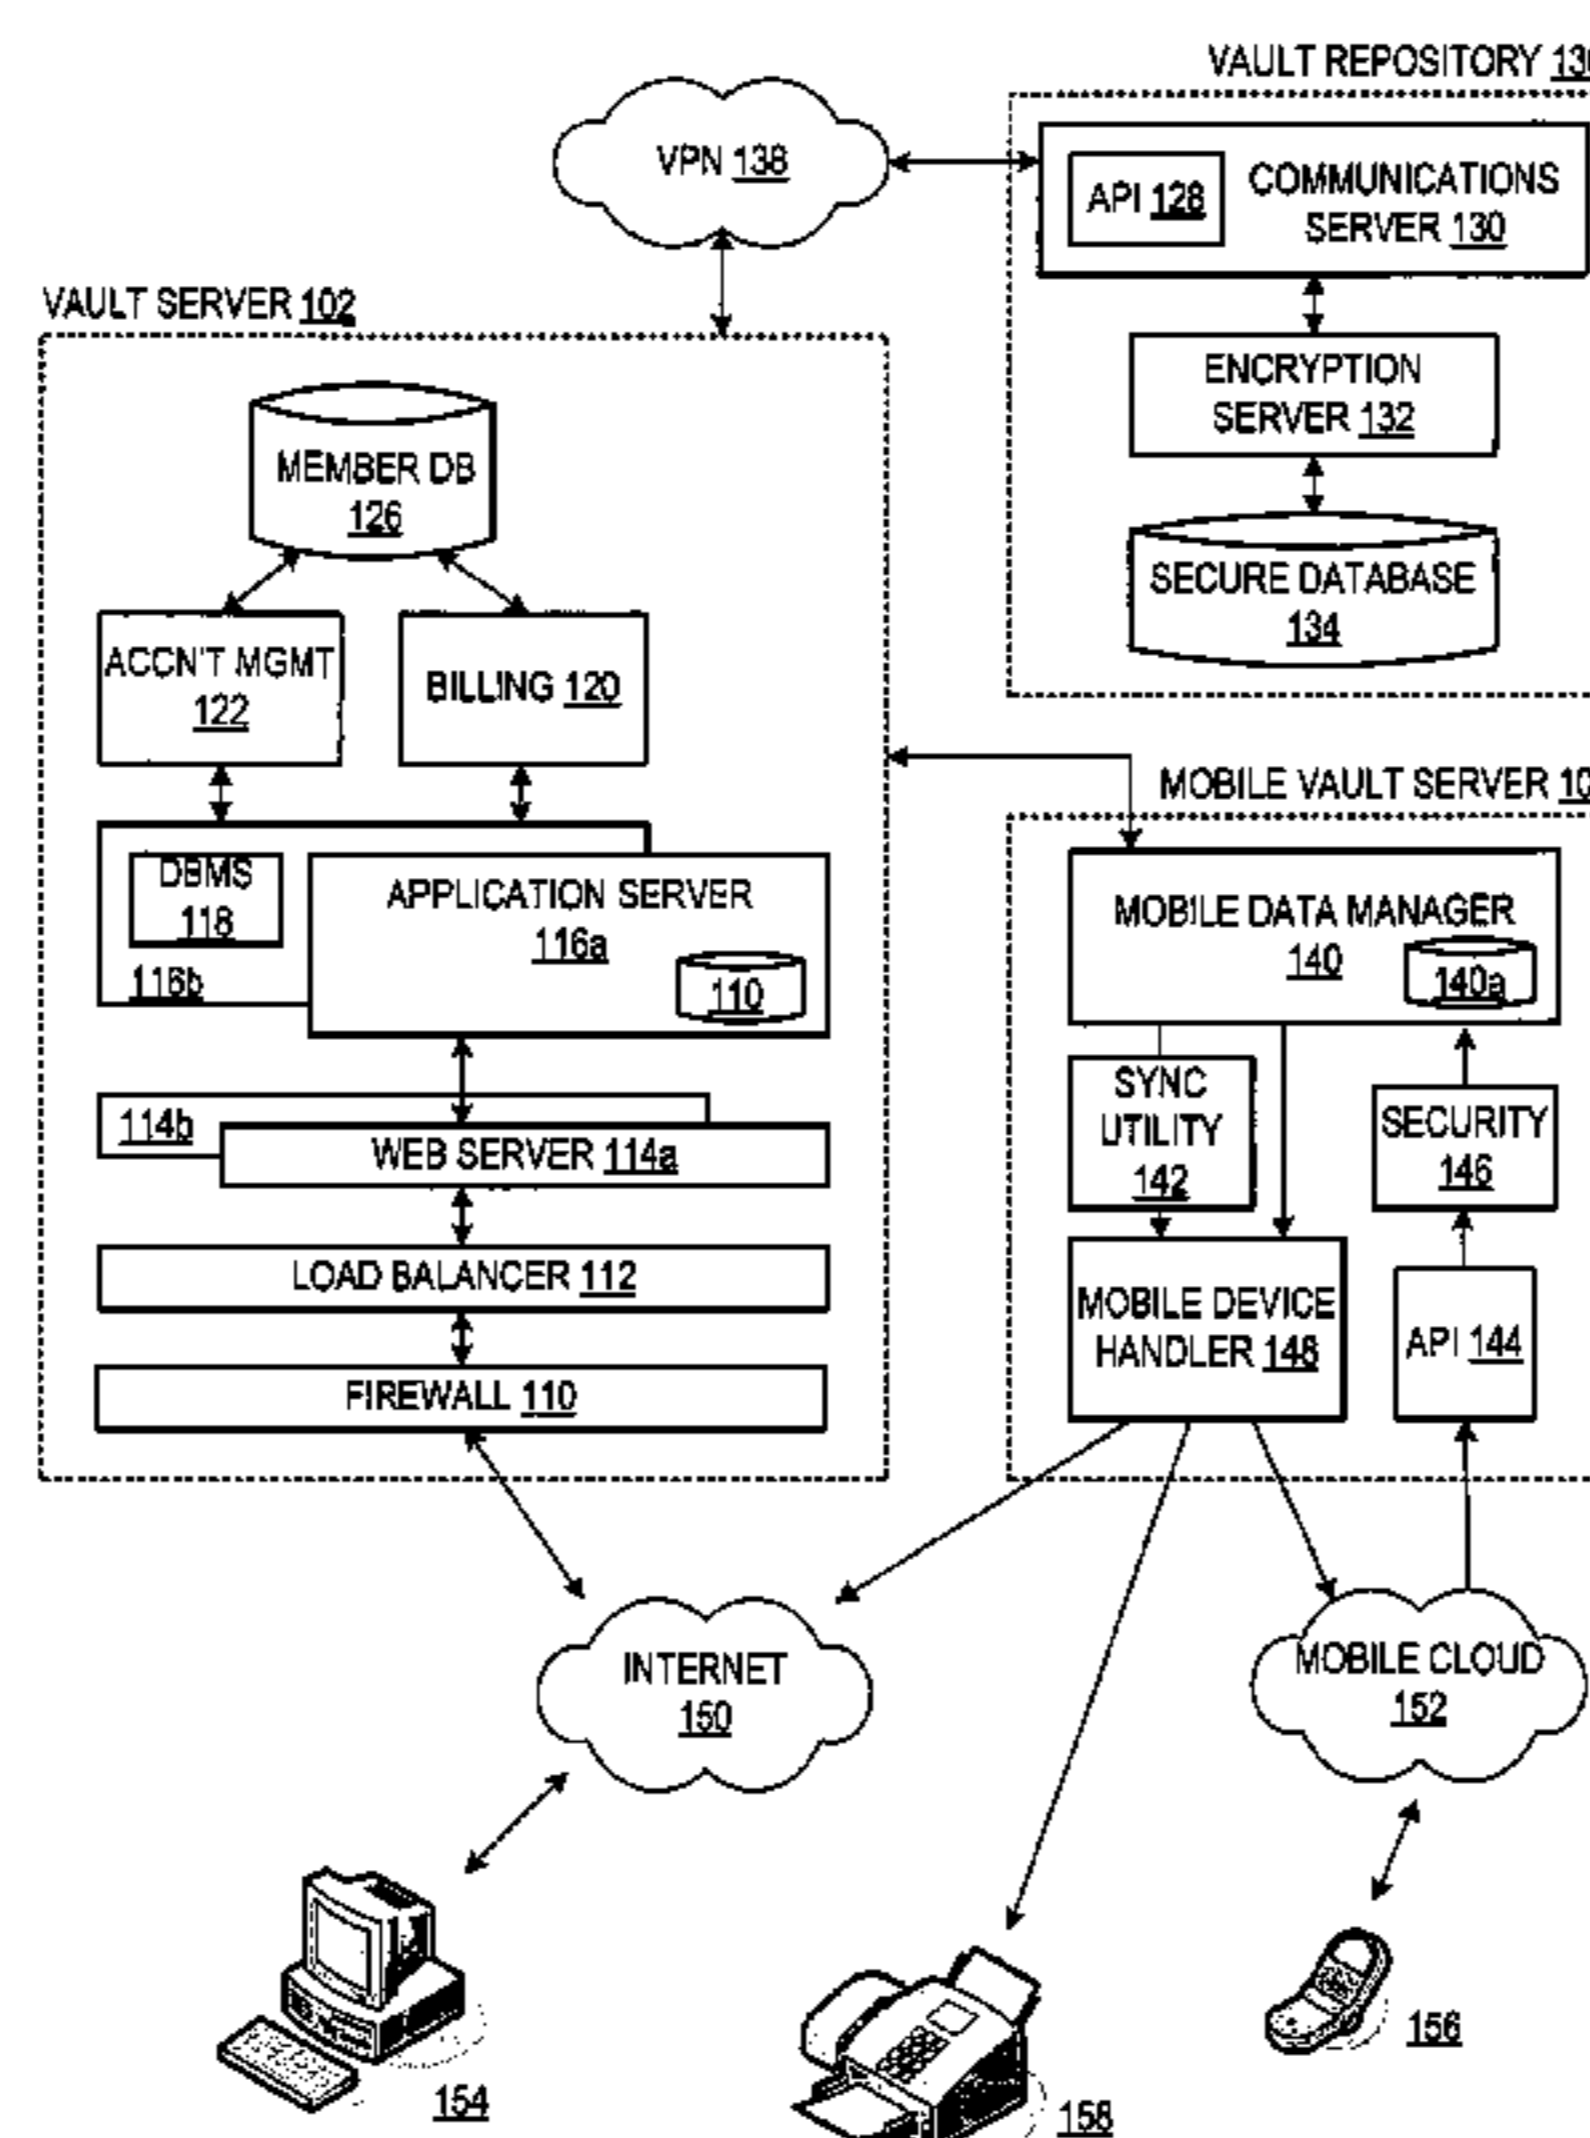 VAULT REPOSITORY 13
VPN 138
API 128
COMMUNICATIONS
SERVER 130
VAULT SERVER 102
ENCRYPTION
SERVER 132
MEMBER DB
126
SECURE DATABASE
134
ACCN'T MGMT
122
BILLING 120
MOBILE VAULT SERVER 10
DBMS
118
116b
APPLICATION SERVER
116a
110
MOBILE DATA MANAGER
140
140a
SYNC
UTILITY
142
SECURITY
146
114b
WEB SERVER 114a
LOAD BALANCER 112
MOBILE DEVICE
HANDLER 148
API 144
FIREWALL 110
INTERNET
150
MOBILE CLOUD
152
154
158
156